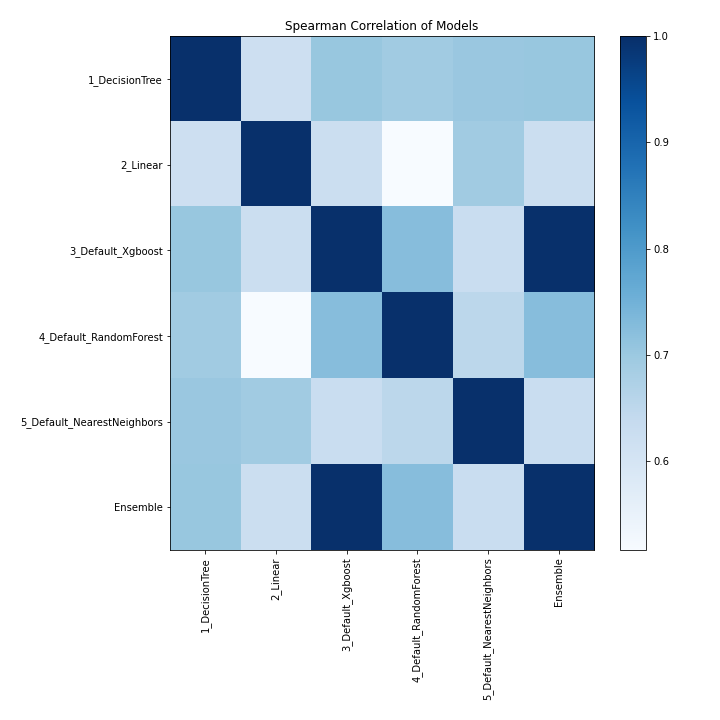 Spearman Correlation of Models
1_DecisionTree
2_Linear
3_Default_Xgboost
4_Default_RandomForest
5_Default_NearestNeighbors
Ensemble
1_DecisionTree
2_Linear
3_Default_Xgboost
4_Default_RandomForest
5_Default_NearestNeighbors
Ensemble
1.0
0.9
0.8
0.7
0.6